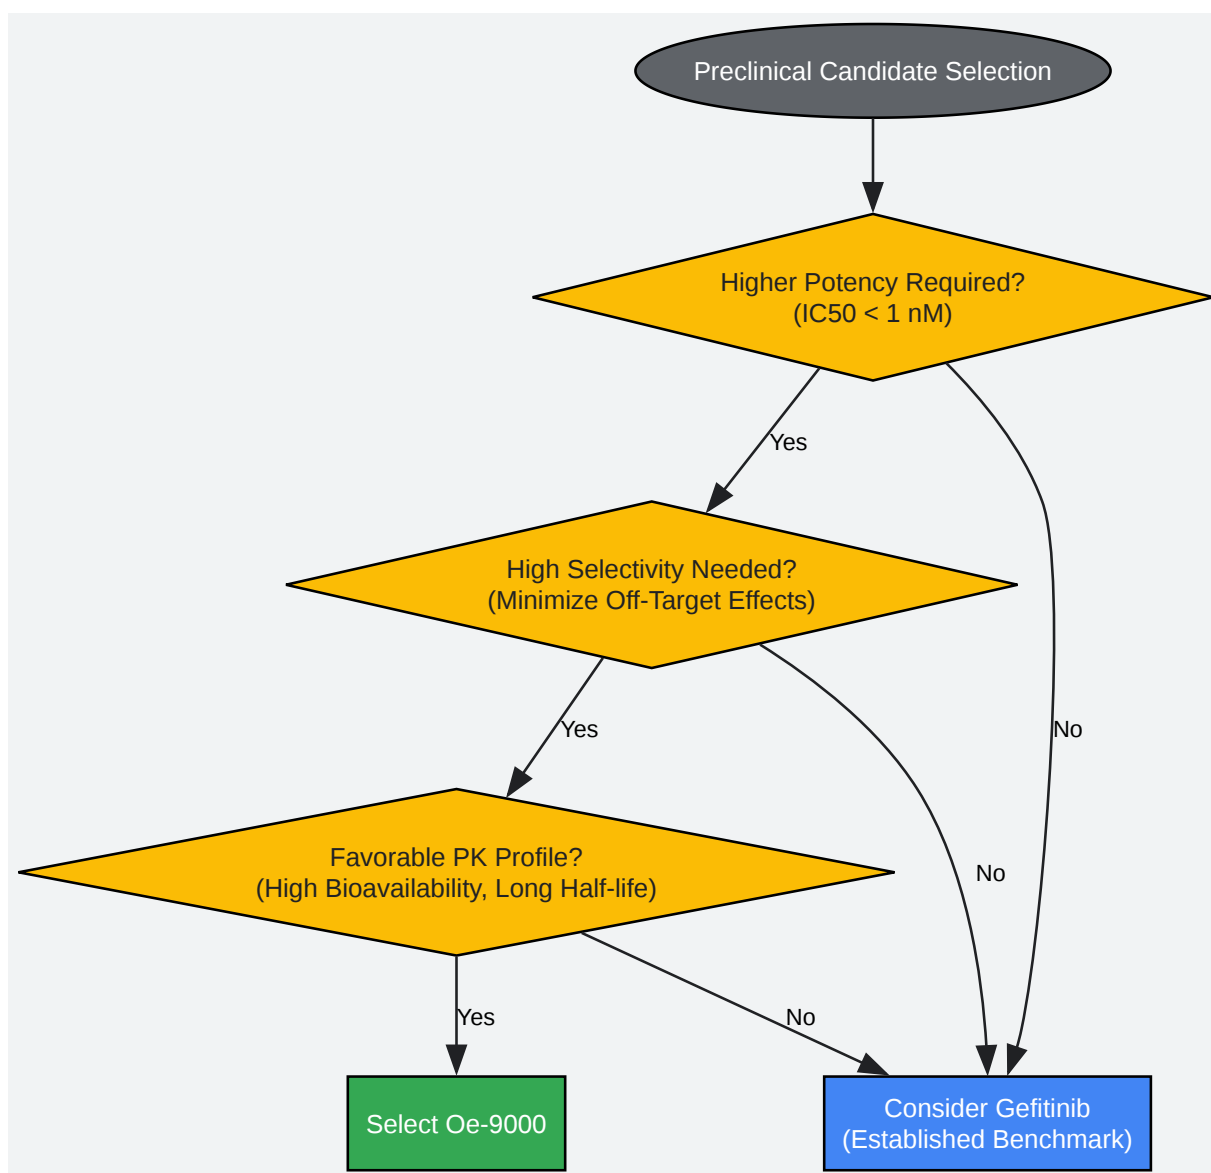 Preclinical Candidate Selection
Higher Potency Required?
(IC50 < 1 nM)
Yes
High Selectivity Needed?
(Minimize Off-Target Effects)
Yes
No
Favorable PK Profile?
(High Bioavailability, Long Half-life)
No
Yes
No
Select Oe-9000
Consider Gefitinib
(Established Benchmark)